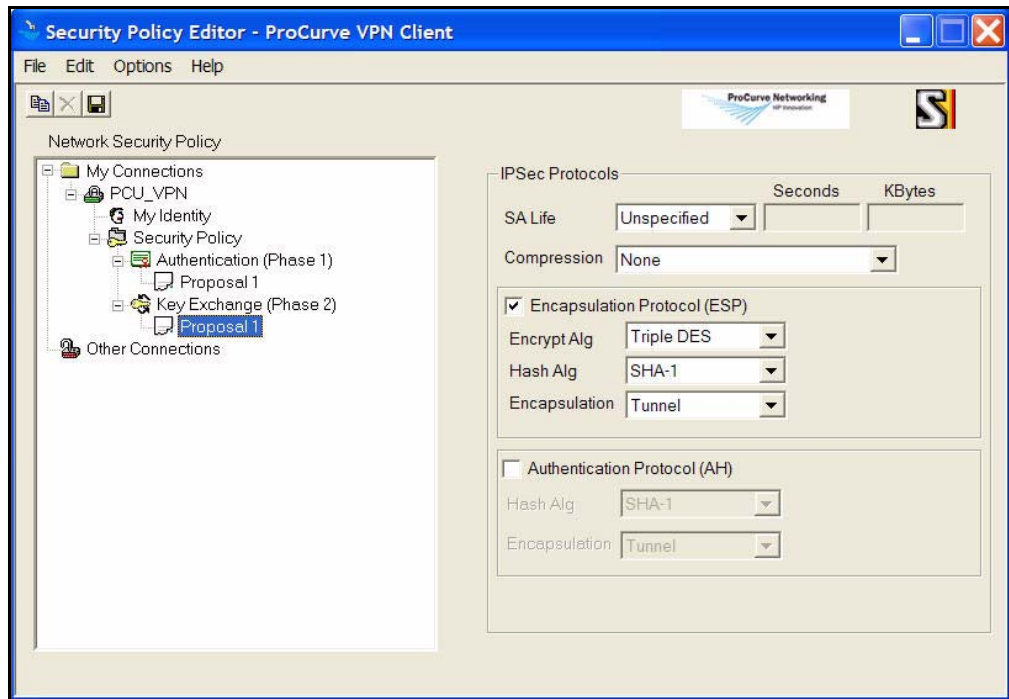 Security Policy Editor - ProCurve VPN Client
File Edit Options Help
ProCurve Networking
HP Innovation
S
Network Security Policy
My Connections
PCU_VPN
My Identity
Security Policy
Authentication (Phase 1)
Proposal 1
Key Exchange (Phase 2)
Proposal 1
Other Connections
IPSec Protocols
Seconds KBytes
SA Life Unspecified
Compression None
Encapsulation Protocol (ESP)
Encrypt Alg Triple DES
Hash Alg SHA-1
Encapsulation Tunnel
Authentication Protocol (AH)
Hash Alg SHA-1
Encapsulation Tunnel